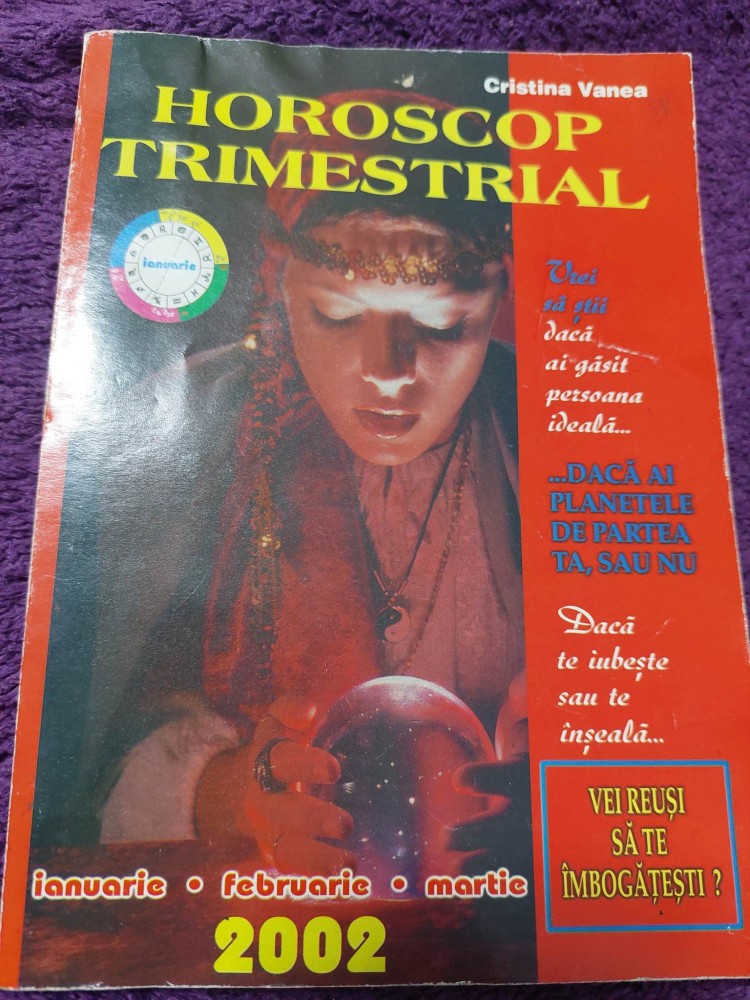 Cristina Vanea
HOROSCOP
TRIMESTRIAL
ianuarie
Vrei
să știi
dacă
ai găsit
persoana
ideală...
...DACĂ AI
PLANETELE
DE PARTEA
TA, SAU NU
Dacă
te iubește
sau te
înșeală...
VEI REUȘI
SĂ TE
ÎMBOGĂȚEȘTI ?
ianuarie • februarie • martie
2002